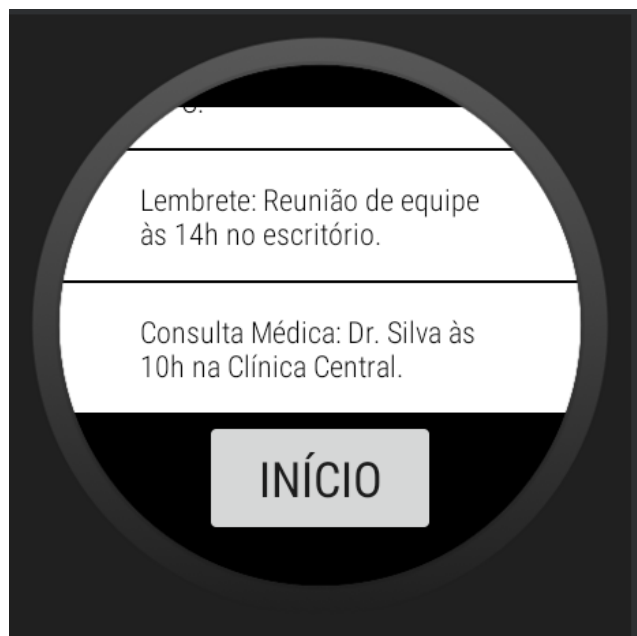 Lembrete: Reunião de equipe
às 14h no escritório.
Consulta Médica: Dr. Silva às
10h na Clínica Central.
INÍCIO